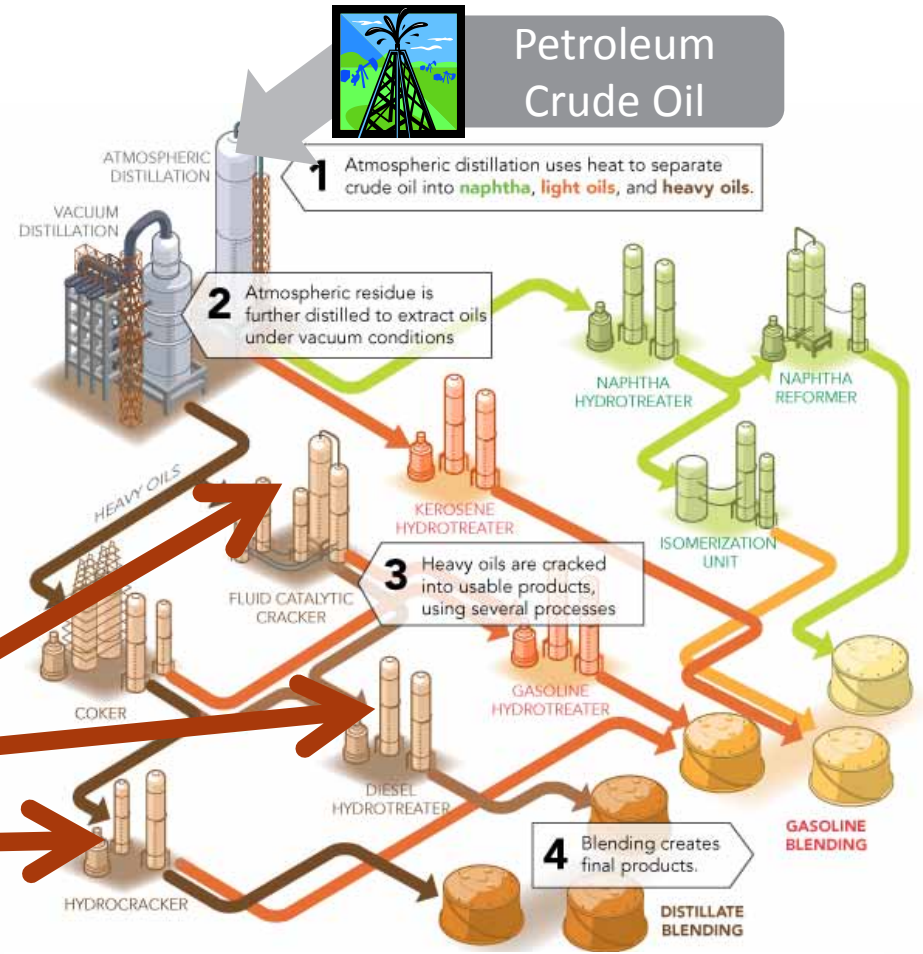 Petroleum
Crude Oil
ATMOSPHERIC
DISTILLATION
1 Atmospheric distillation uses heat to separate
crude oil into naphtha, light oils, and heavy oils.
VACUUM
DISTILLATION
2 Atmospheric residue is
further distilled to extract oils
under vacuum conditions
NAPHTHA
HYDROTREATER
NAPHTHA
REFORMER
HEAVY OILS
KEROSENE
HYDROTREATER
ISOMERIZATION
UNIT
3 Heavy oils are cracked
into usable products,
using several processes
FLUID CATALYTIC
CRACKER
GASOLINE
HYDROTREATER
COKER
DIESEL
HYDROTREATER
GASOLINE
BLENDING
4 Blending creates
final products.
HYDROCRACKER
DISTILLATE
BLENDING